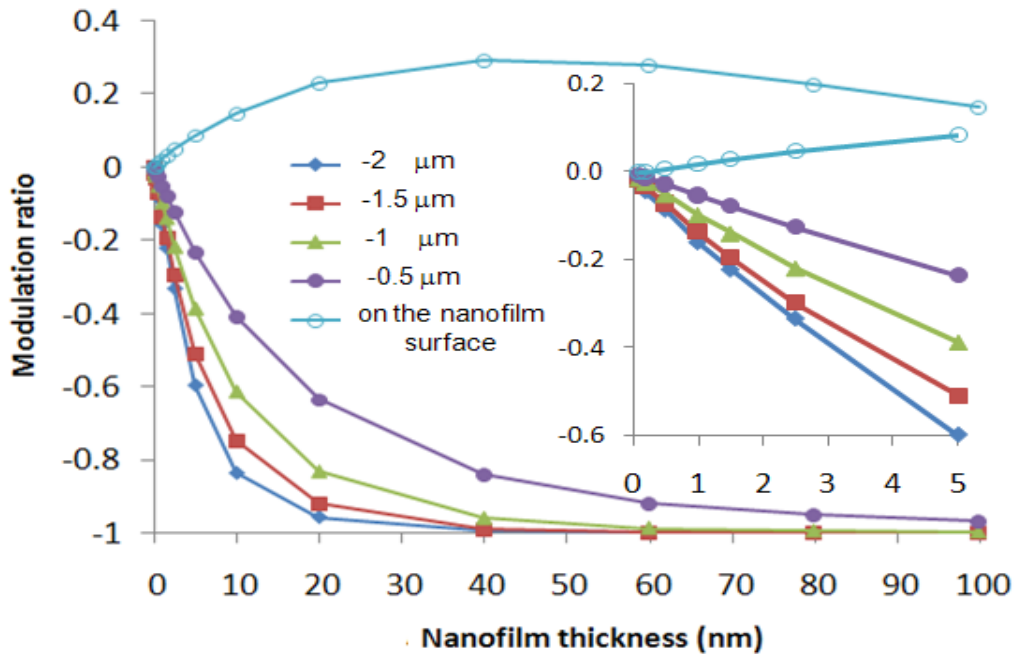 0.4
0.2
0
-0.2
-0.4
-0.6
-0.8
-1
Modulation ratio
0 10 20 30 40 50 60 70 80 90 100
Nanofilm thickness (nm)
-2 μm
-1.5 μm
-1 μm
-0.5 μm
on the nanofilm
surface
0.2
0.0
-0.2
-0.4
-0.6
0 1 2 3 4 5